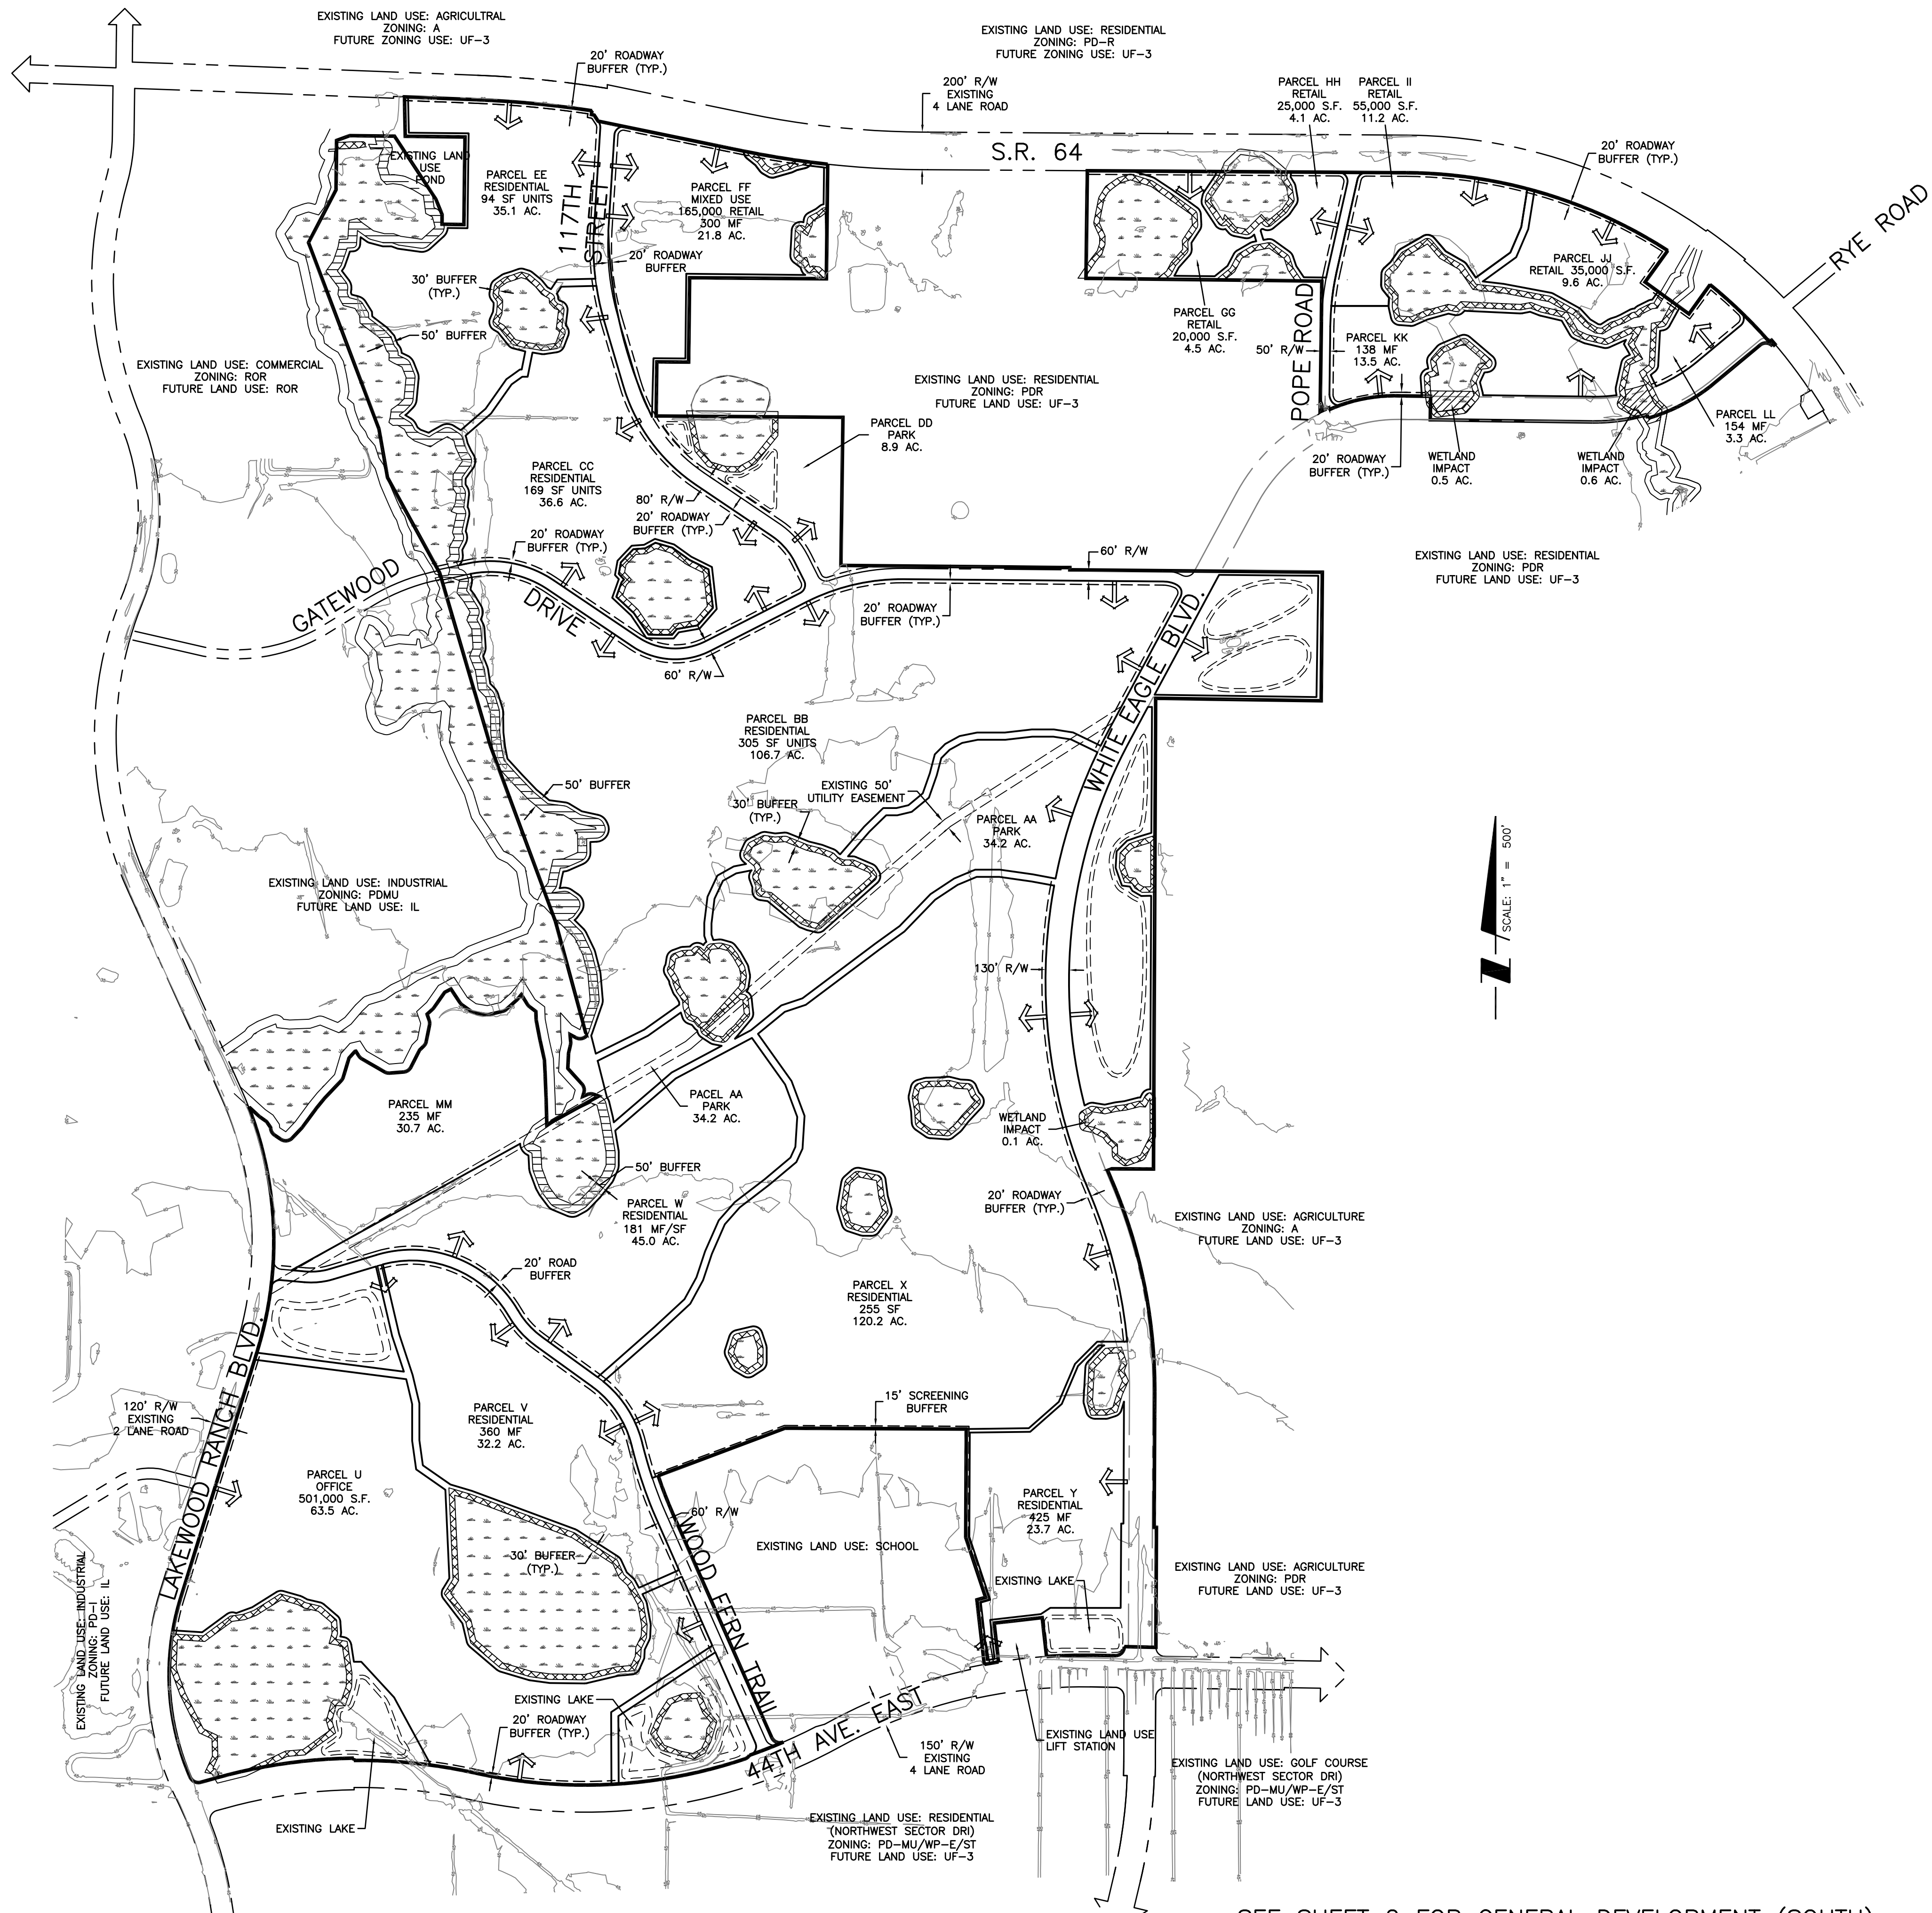 EXISTING LAND USE: AGRICULTRAL
ZONING: A
FUTURE ZONING USE: UF-3
EXISTING LAND USE: RESIDENTIAL
ZONING: PD-R
FUTURE ZONING USE: UF-3
20' ROADWAY
BUFFER (TYP.)
200' R/W
EXISTING
4 LANE ROAD
PARCEL HH
RETAIL
25,000 S.F.
4.1 AC.
PARCEL II
RETAIL
55,000 S.F.
11.2 AC.
S.R. 64
20' ROADWAY
BUFFER (TYP.)
RYE ROAD
EXISTING LAND
USE
POND
PARCEL EE
RESIDENTIAL
94 SF UNITS
35.1 AC.
117TH
STREET
PARCEL FF
MIXED USE
165,000 RETAIL
300 MF
21.8 AC.
20' ROADWAY
BUFFER
30' BUFFER
(TYP.)
50' BUFFER
PARCEL JJ
RETAIL 35,000 S.F.
9.6 AC.
PARCEL GG
RETAIL
20,000 S.F.
4.5 AC.
POPE ROAD
50' R/W
PARCEL KK
138 MF
13.5 AC.
EXISTING LAND USE: COMMERCIAL
ZONING: ROR
FUTURE LAND USE: ROR
EXISTING LAND USE: RESIDENTIAL
ZONING: PDR
FUTURE LAND USE: UF-3
PARCEL DD
PARK
8.9 AC.
PARCEL LL
154 MF
3.3 AC.
20' ROADWAY
BUFFER (TYP.)
WETLAND
IMPACT
0.5 AC.
WETLAND
IMPACT
0.6 AC.
PARCEL CC
RESIDENTIAL
169 SF UNITS
36.6 AC.
80' R/W
20' ROADWAY
BUFFER (TYP.)
20' ROADWAY
BUFFER (TYP.)
60' R/W
EXISTING LAND USE: RESIDENTIAL
ZONING: PDR
FUTURE LAND USE: UF-3
GATEWOOD
DRIVE
20' ROADWAY
BUFFER (TYP.)
60' R/W
WHITE EAGLE BLVD.
PARCEL BB
RESIDENTIAL
305 SF UNITS
106.7 AC.
50' BUFFER
EXISTING 50'
UTILITY EASEMENT
30' BUFFER
(TYP.)
PARCEL AA
PARK
34.2 AC.
SCALE: 1" = 500'
N
EXISTING LAND USE: INDUSTRIAL
ZONING: PDMU
FUTURE LAND USE: IL
130' R/W
PARCEL MM
235 MF
30.7 AC.
PACEL AA
PARK
34.2 AC.
WETLAND
IMPACT
0.1 AC.
50' BUFFER
PARCEL W
RESIDENTIAL
181 MF/SF
45.0 AC.
20' ROADWAY
BUFFER (TYP.)
EXISTING LAND USE: AGRICULTURE
ZONING: A
FUTURE LAND USE: UF-3
20' ROAD
BUFFER
PARCEL X
RESIDENTIAL
255 SF
120.2 AC.
LAKEWOOD RANCH BLVD.
120' R/W
EXISTING
2 LANE ROAD
PARCEL V
RESIDENTIAL
360 MF
32.2 AC.
15' SCREENING
BUFFER
PARCEL U
OFFICE
501,000 S.F.
63.5 AC.
PARCEL Y
RESIDENTIAL
425 MF
23.7 AC.
60' R/W
WOOD FERN TRAIL
30' BUFFER
(TYP.)
EXISTING LAND USE: SCHOOL
EXISTING LAKE
EXISTING LAND USE: AGRICULTURE
ZONING: PDR
FUTURE LAND USE: UF-3
EXISTING LAND USE: INDUSTRIAL
ZONING: PD-I
FUTURE LAND USE: IL
EXISTING LAKE
20' ROADWAY
BUFFER (TYP.)
44TH AVE. EAST
150' R/W
EXISTING
4 LANE ROAD
EXISTING LAND USE
LIFT STATION
EXISTING LAND USE: GOLF COURSE
(NORTHWEST SECTOR DRI)
ZONING: PD-MU/WP-E/ST
FUTURE LAND USE: UF-3
EXISTING LAKE
EXISTING LAND USE: RESIDENTIAL
(NORTHWEST SECTOR DRI)
ZONING: PD-MU/WP-E/ST
FUTURE LAND USE: UF-3